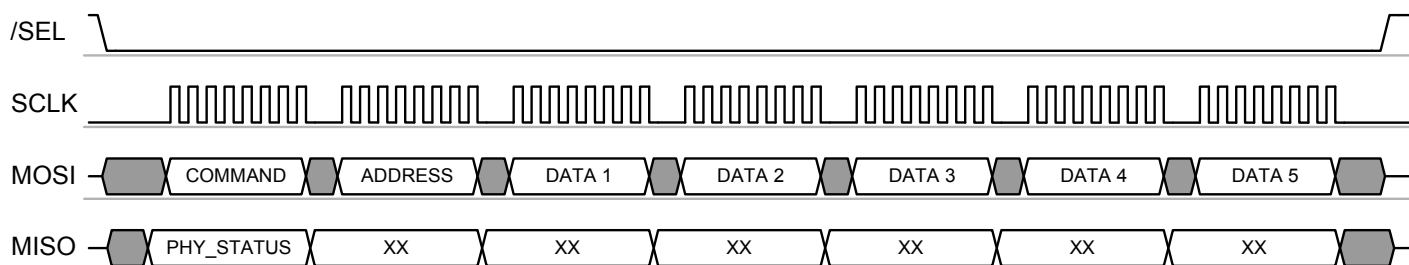 /SEL
SCLK
MOSI COMMAND ADDRESS DATA 1 DATA 2 DATA 3 DATA 4 DATA 5
MISO PHY_STATUS XX XX XX XX XX XX